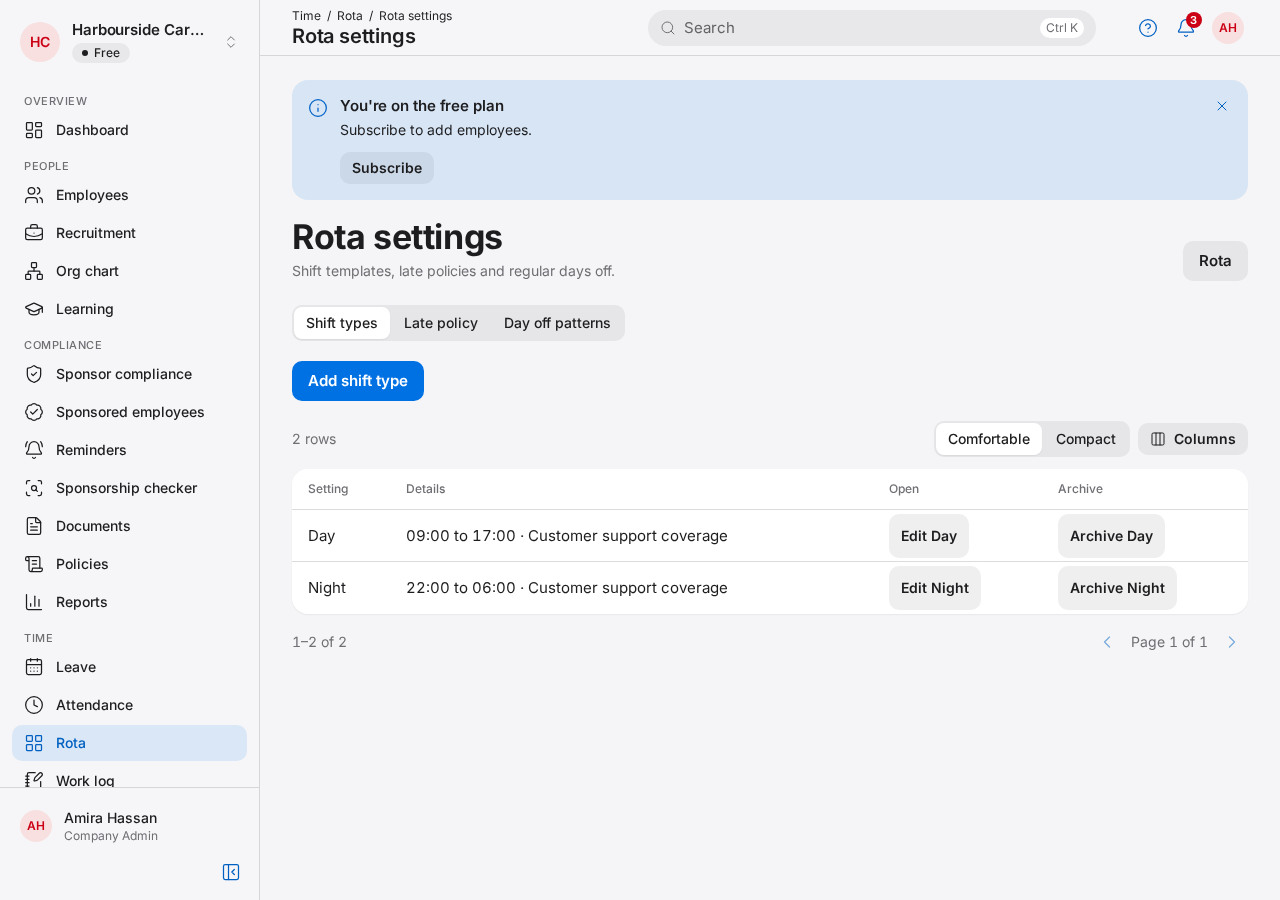 HC
Harbourside Car...
Free
OVERVIEW
Dashboard
PEOPLE
Employees
Recruitment
Org chart
Learning
COMPLIANCE
Sponsor compliance
Sponsored employees
Reminders
Sponsorship checker
Documents
Policies
Reports
TIME
Leave
Attendance
Rota
Work log
AH
Amira Hassan
Company Admin
Time / Rota / Rota settings
Rota settings
Search
Ctrl K
3
AH
You're on the free plan
Subscribe to add employees.
Subscribe
Rota settings
Shift templates, late policies and regular days off.
Rota
Shift types Late policy Day off patterns
Add shift type
2 rows
Comfortable Compact Columns
Setting Details Open Archive
Day 09:00 to 17:00 · Customer support coverage Edit Day Archive Day
Night 22:00 to 06:00 · Customer support coverage Edit Night Archive Night
1–2 of 2
Page 1 of 1